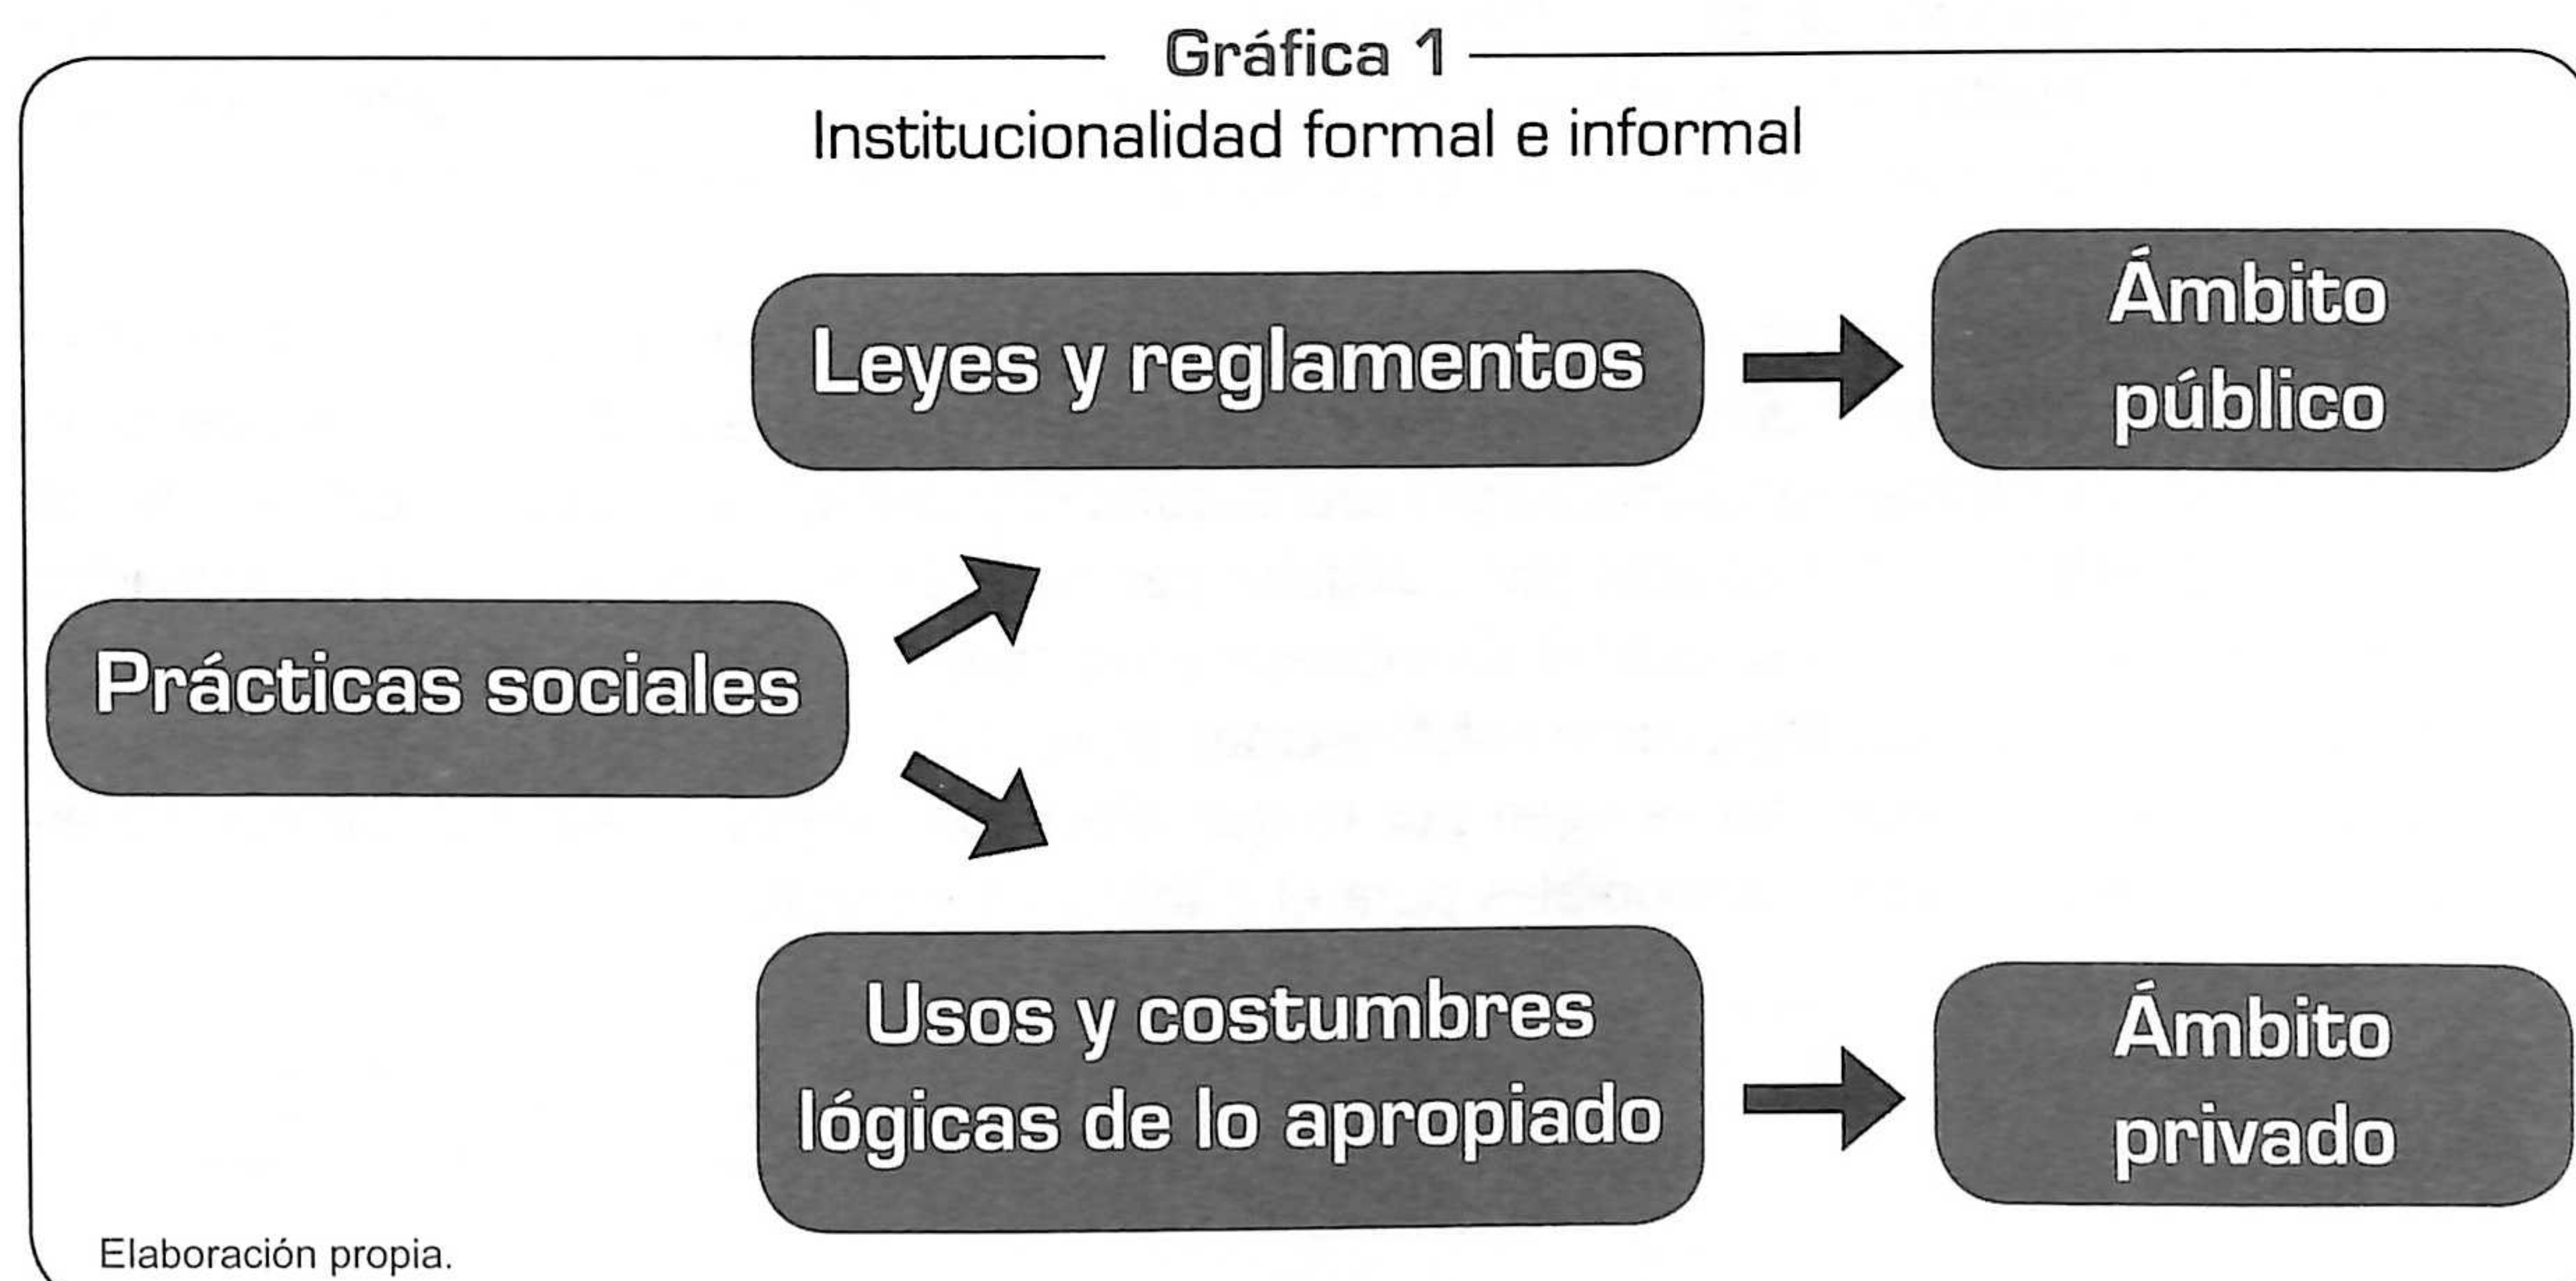 Gráfica 1
Institucionalidad formal e informal
Leyes y reglamentos
Ámbito
público
Prácticas sociales
Usos y costumbres
lógicas de lo apropiado
Ámbito
privado
Elaboración propia.